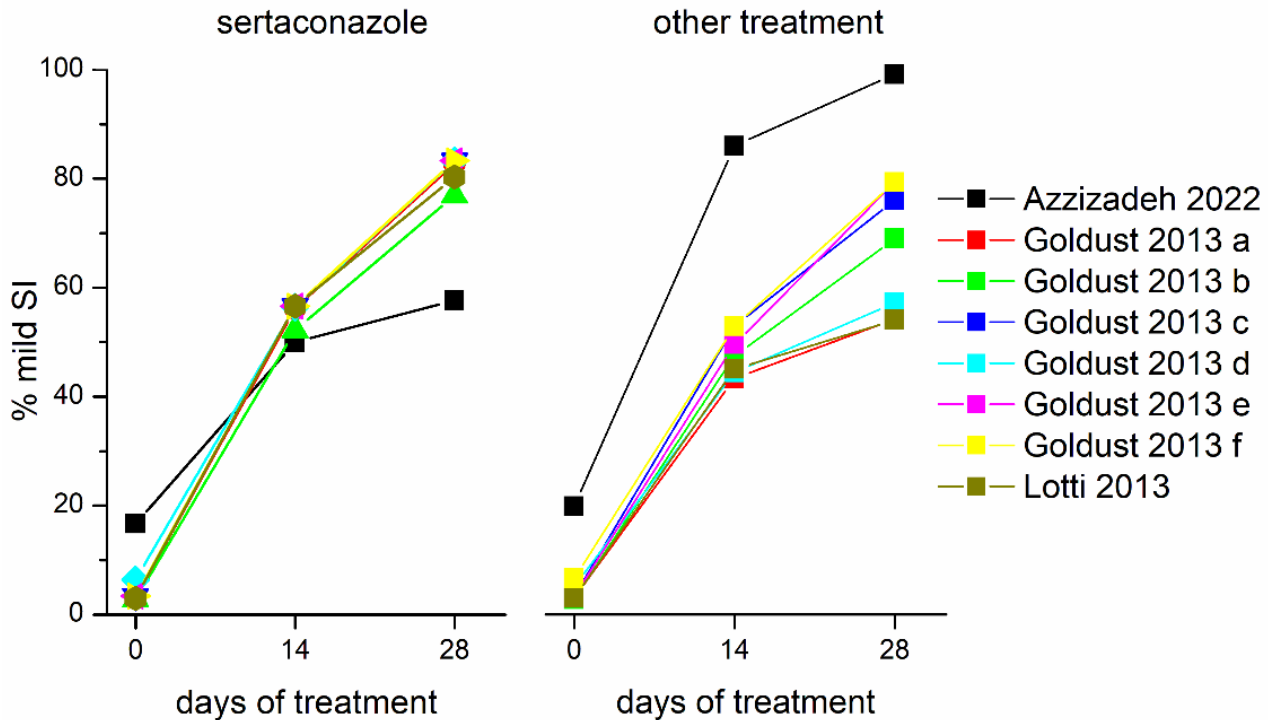 sertaconazole
other treatment
% mild SI
100
80
60
40
20
0
0
14
28
0
14
28
days of treatment
days of treatment
Azzizadeh 2022
Goldust 2013 a
Goldust 2013 b
Goldust 2013 c
Goldust 2013 d
Goldust 2013 e
Goldust 2013 f
Lotti 2013